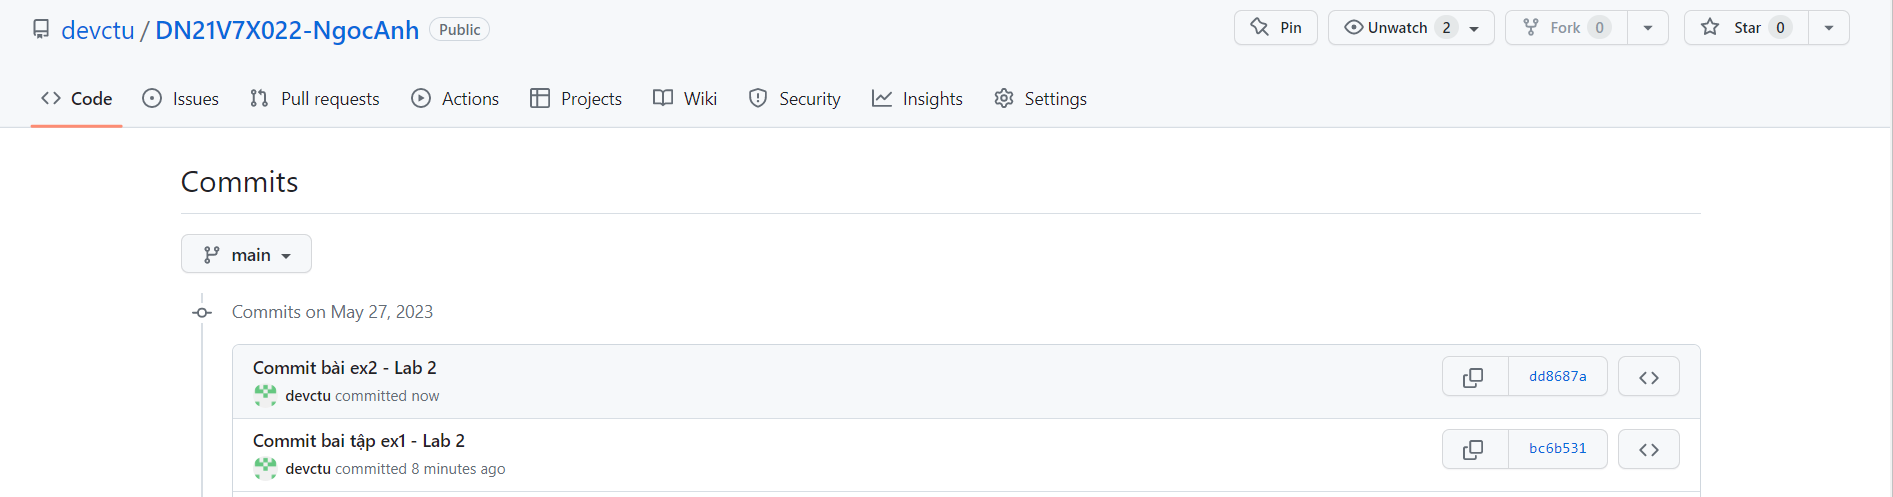 devctu / DN21V7X022-NgocAnh Public Pin Unwatch 2 Fork 0 Star 0
Code Issues Pull requests Actions Projects Wiki Security Insights Settings
Commits
main
Commits on May 27, 2023
Commit bài ex2 - Lab 2
dd8687a
devctu committed now
Commit bai tập ex1 - Lab 2
bc6b531
devctu committed 8 minutes ago